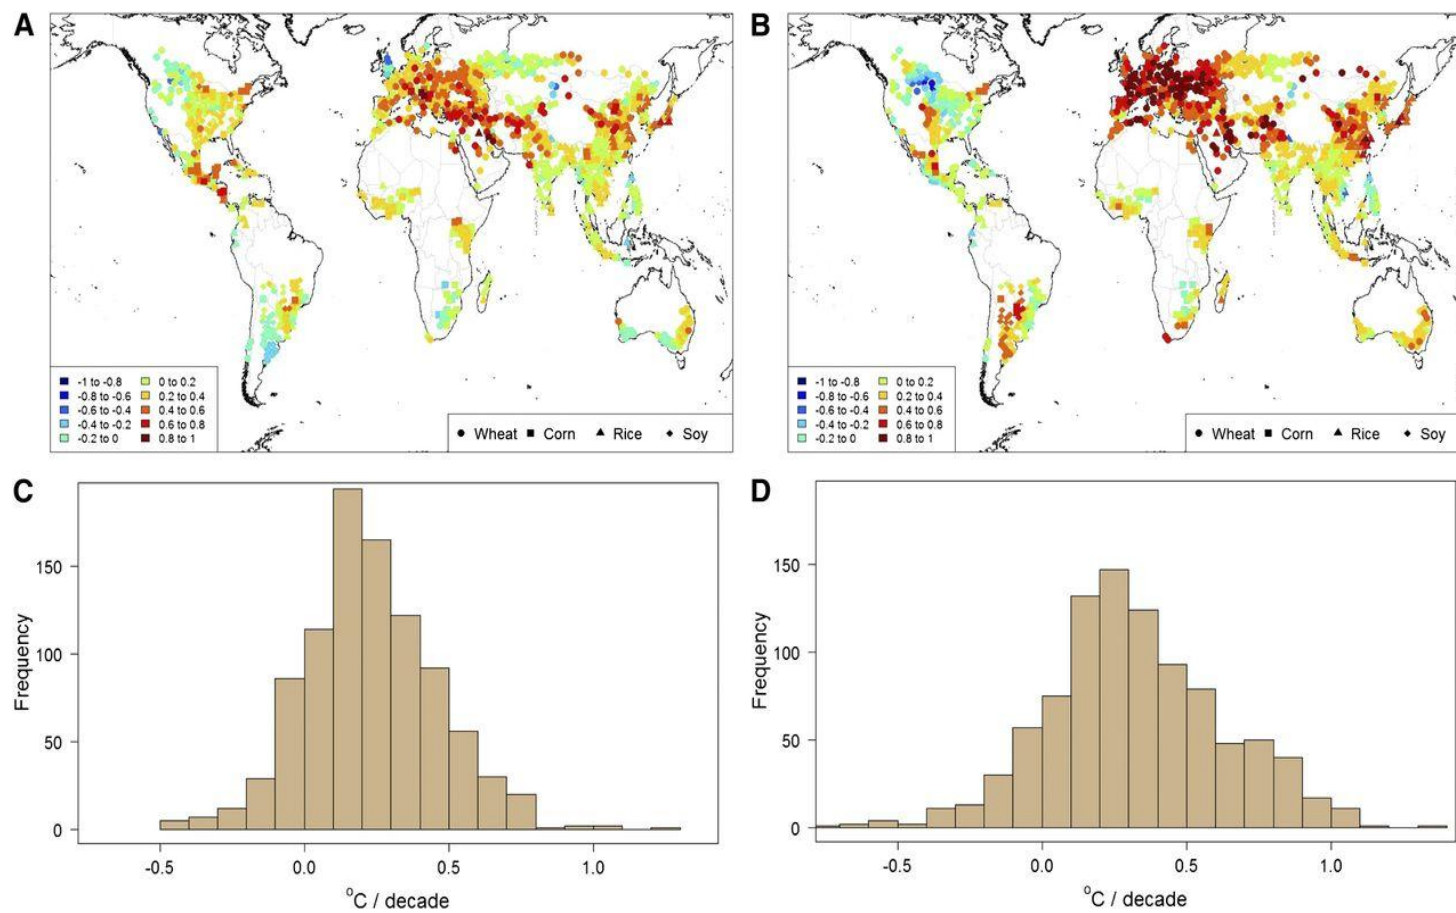 A
B
-1 to -0.8 0 to 0.2
-0.8 to -0.6 0.2 to 0.4
-0.6 to -0.4 0.4 to 0.6
-0.4 to -0.2 0.6 to 0.8
-0.2 to 0 0.8 to 1
Wheat Corn Rice Soy
-1 to -0.8 0 to 0.2
-0.8 to -0.6 0.2 to 0.4
-0.6 to -0.4 0.4 to 0.6
-0.4 to -0.2 0.6 to 0.8
-0.2 to 0 0.8 to 1
Wheat Corn Rice Soy
C
Frequency
150
100
50
0
-0.5 0.0 0.5 1.0
°C / decade
D
Frequency
150
100
50
0
-0.5 0.0 0.5 1.0
°C / decade